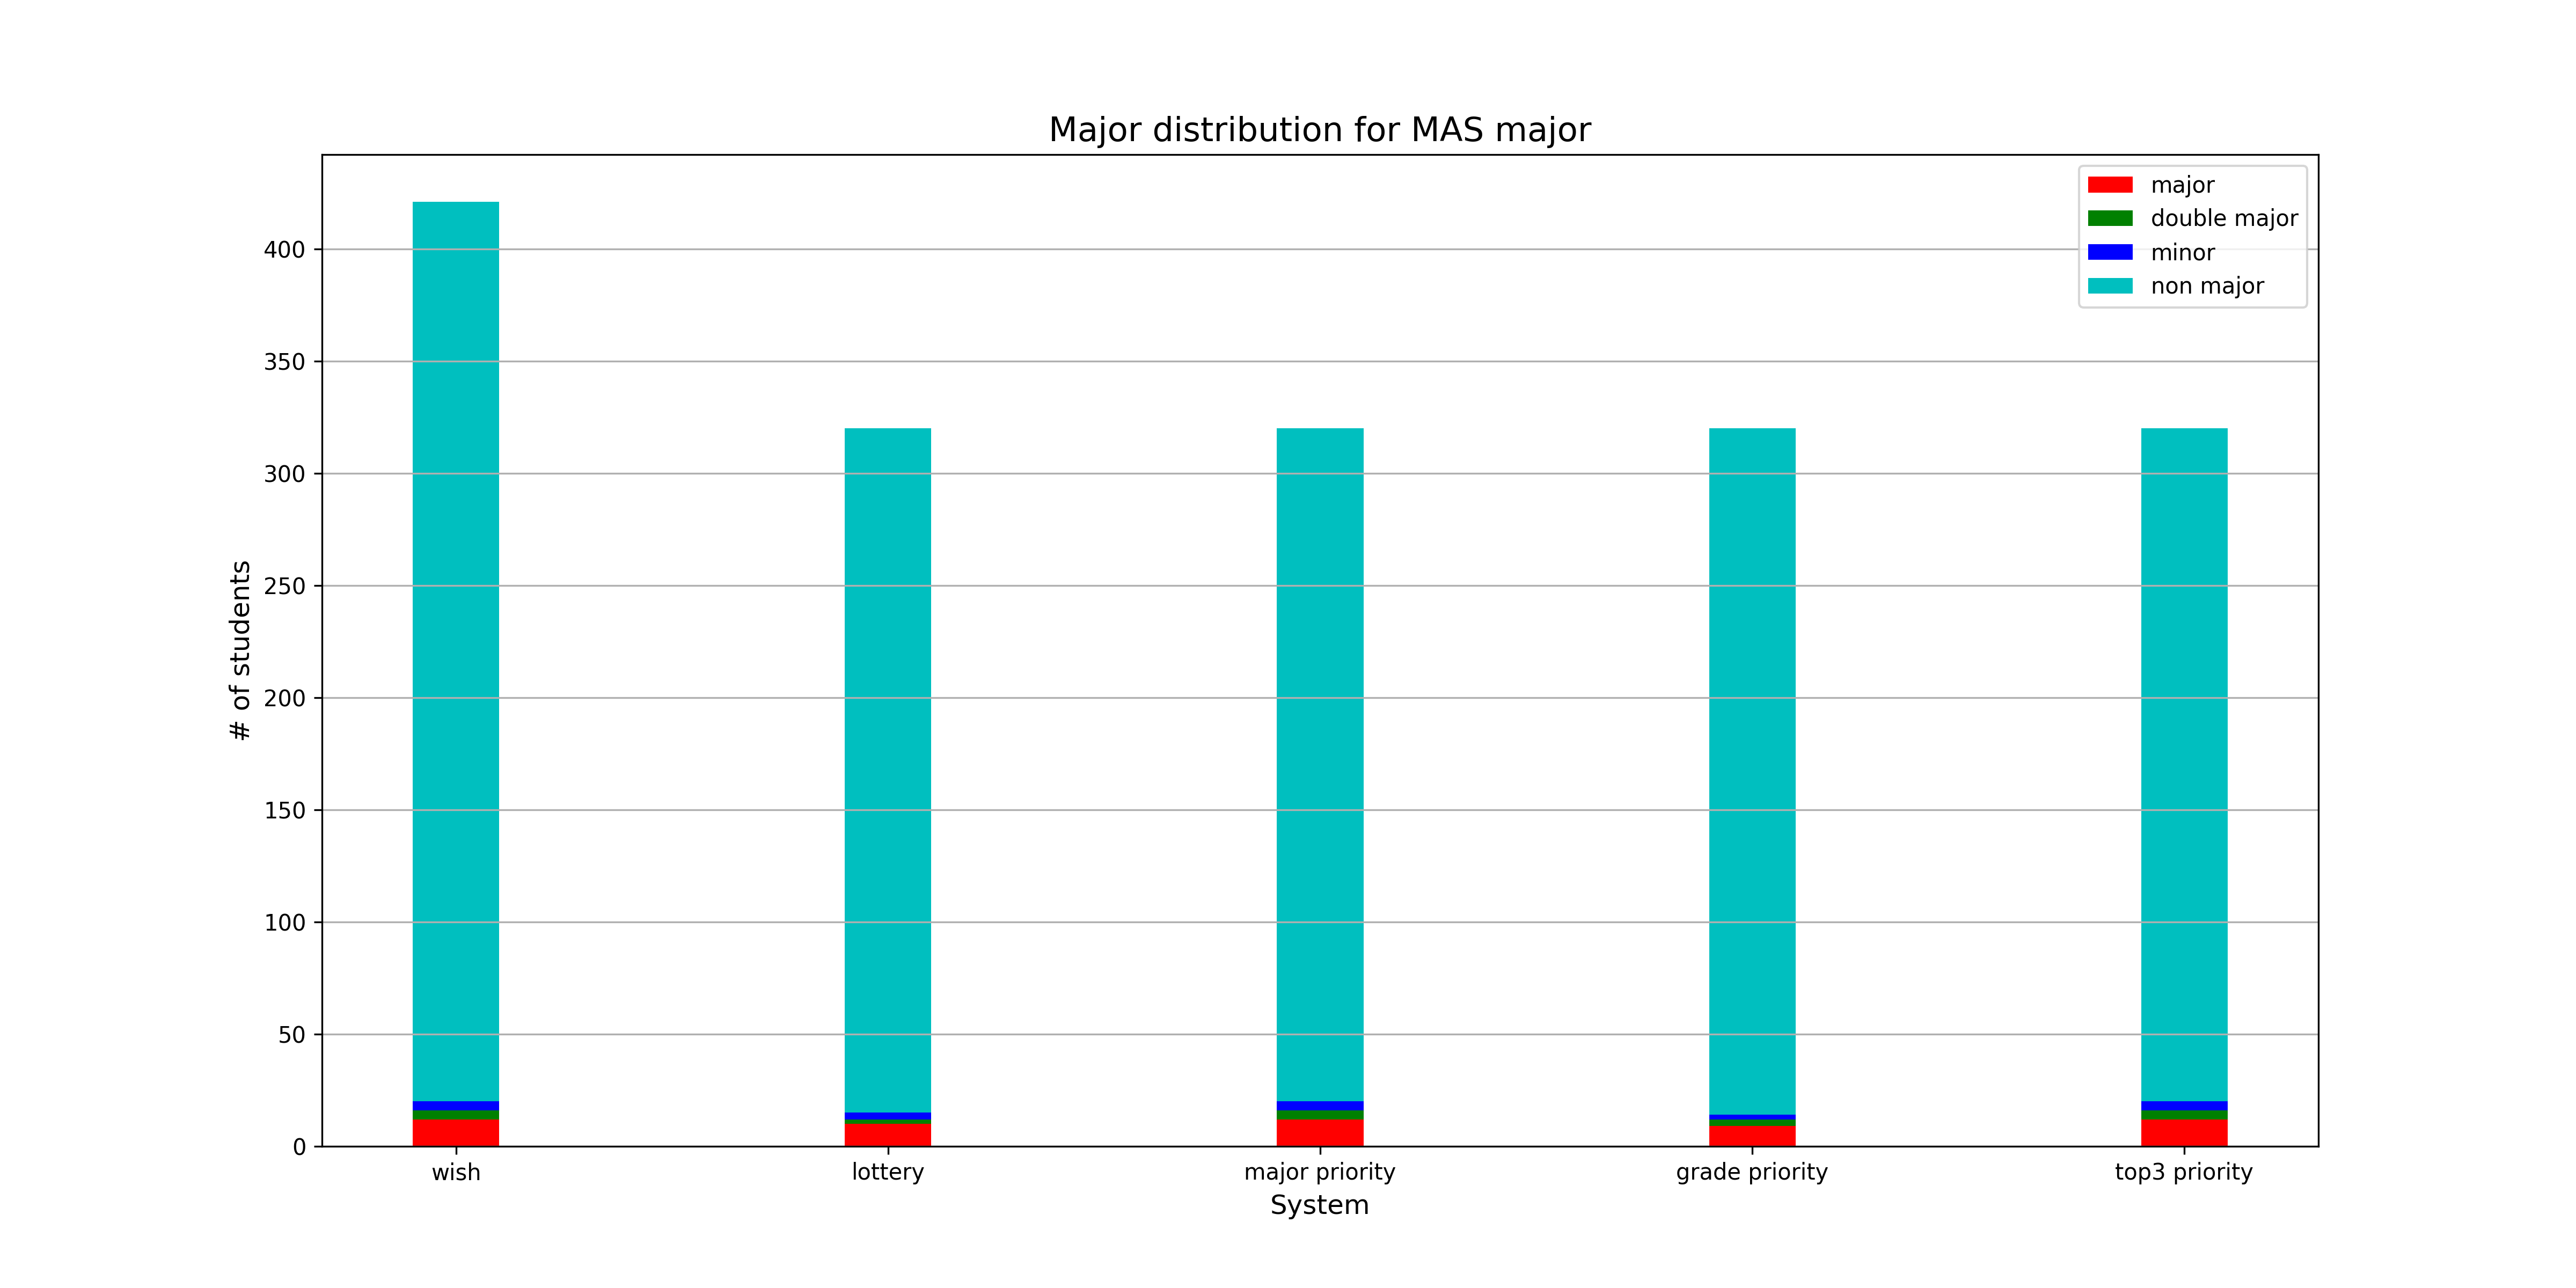 Major distribution for MAS major
major
double major
minor
non major
# of students
400
350
300
250
200
150
100
50
0
wish
lottery
major priority
grade priority
top3 priority
System